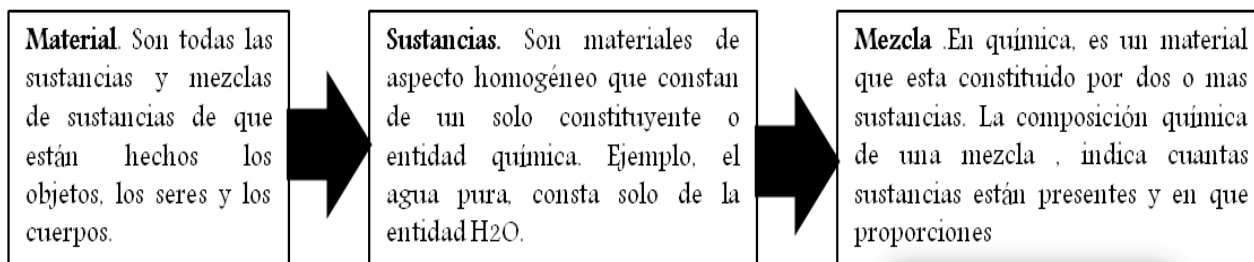 Material. Son todas las
sustancias y mezclas
de sustancias de que
están hechos los
objetos, los seres y los
cuerpos.
Sustancias. Son materiales de
aspecto homogéneo que constan
de un solo constituyente o
entidad química. Ejemplo, el
agua pura, consta solo de la
entidad H2O.
Mezcla .En química, es un material
que esta constituido por dos o mas
sustancias. La composición química
de una mezcla , indica cuantas
sustancias están presentes y en que
proporciones